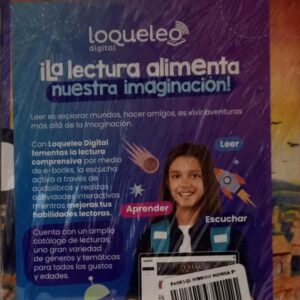 loqueleo
digital
¡La lectura alimenta
nuestra imaginación!
Leer es explorar mundos, hacer amigos, es vivir aventuras
más allá de la imaginación.
Con Loqueleo Digital
fomentas la lectura
comprensiva por medio
de e-books, la escucha
activa a través de
audiolibros y realizas
actividades interactivas
mientras mejoras tus
habilidades lectoras.
Leer
Aprender
Escuchar
Cuenta con un amplio
catálogo de lecturas,
una gran variedad
de géneros y temáticas
para todos los gustos
y edades.